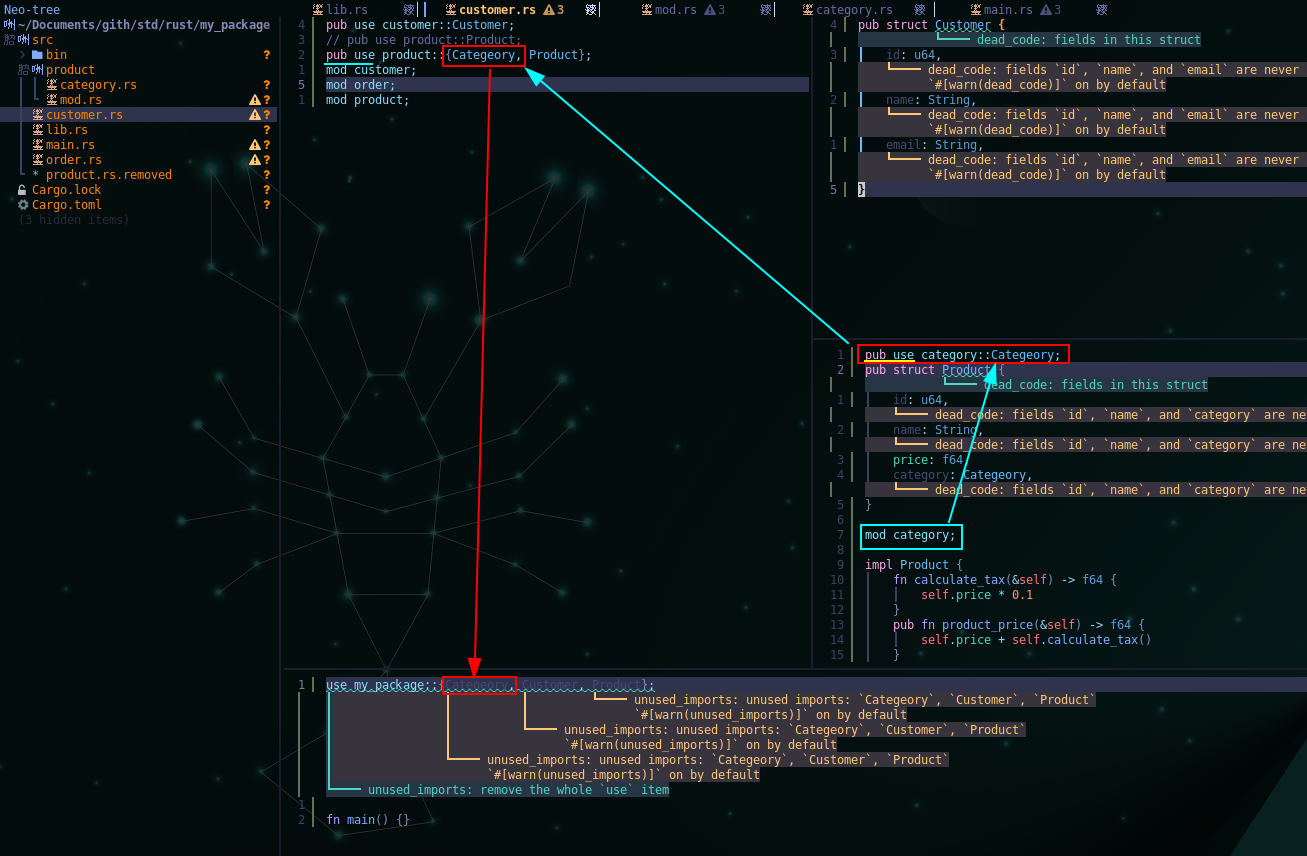 Neo-tree
~/Documents/gith/std/rust/my_package
src
bin ?
product
category.rs ?
mod.rs ?
customer.rs ?
lib.rs ?
main.rs ?
order.rs ?
* product.rs.removed ?
Cargo.lock ?
Cargo.toml ?
(3 hidden items)
lib.rs customer.rs 3 mod.rs 3 category.rs main.rs 3
4 pub use customer::Customer;
3 // pub use product::Product;
2 pub use product::{Categeory, Product};
1 mod customer;
5 mod order;
1 mod product;
4 pub struct Customer {
dead_code: fields in this struct
3 id: u64,
dead_code: fields `id`, `name`, and `email` are never
`#[warn(dead_code)]` on by default
2 name: String,
dead_code: fields `id`, `name`, and `email` are never
`#[warn(dead_code)]` on by default
1 email: String,
dead_code: fields `id`, `name`, and `email` are never
`#[warn(dead_code)]` on by default
5 }
1 pub use category::Categeory;
2 pub struct Product {
dead_code: fields in this struct
1 id: u64,
dead_code: fields `id`, `name`, and `category` are ne
2 name: String,
dead_code: fields `id`, `name`, and `category` are ne
3 price: f64,
4 category: Categeory,
dead_code: fields `id`, `name`, and `category` are ne
5 }
6
7 mod category;
8
9 impl Product {
10 fn calculate_tax(&self) -> f64 {
11 self.price * 0.1
12 }
13 pub fn product_price(&self) -> f64 {
14 self.price + self.calculate_tax()
15 }
1 use my_package::{Categeory, Customer, Product};
unused_imports: unused imports: `Categeory`, `Customer`, `Product`
`#[warn(unused_imports)]` on by default
unused_imports: unused imports: `Categeory`, `Customer`, `Product`
`#[warn(unused_imports)]` on by default
unused_imports: unused imports: `Categeory`, `Customer`, `Product`
`#[warn(unused_imports)]` on by default
unused_imports: remove the whole `use` item
1
2 fn main() {}